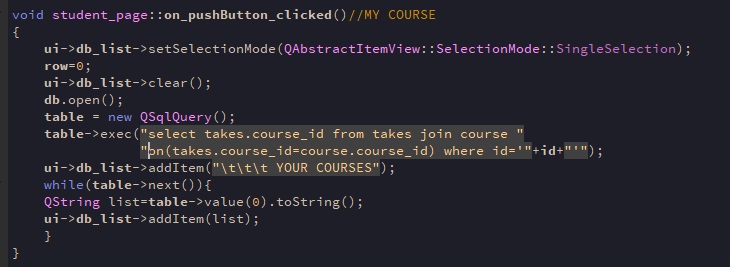 void student_page::on_pushButton_clicked()//MY COURSE
{
ui->db_list->setSelectionMode(QAbstractItemView::SelectionMode::SingleSelection);
row=0;
ui->db_list->clear();
db.open();
table = new QSqlQuery();
table->exec("select takes.course_id from takes join course "
"on(takes.course_id=course.course_id) where id='"+id+"'");
ui->db_list->addItem("\t\t\t YOUR COURSES");
while(table->next()){
QString list=table->value(0).toString();
ui->db_list->addItem(list);
}
}